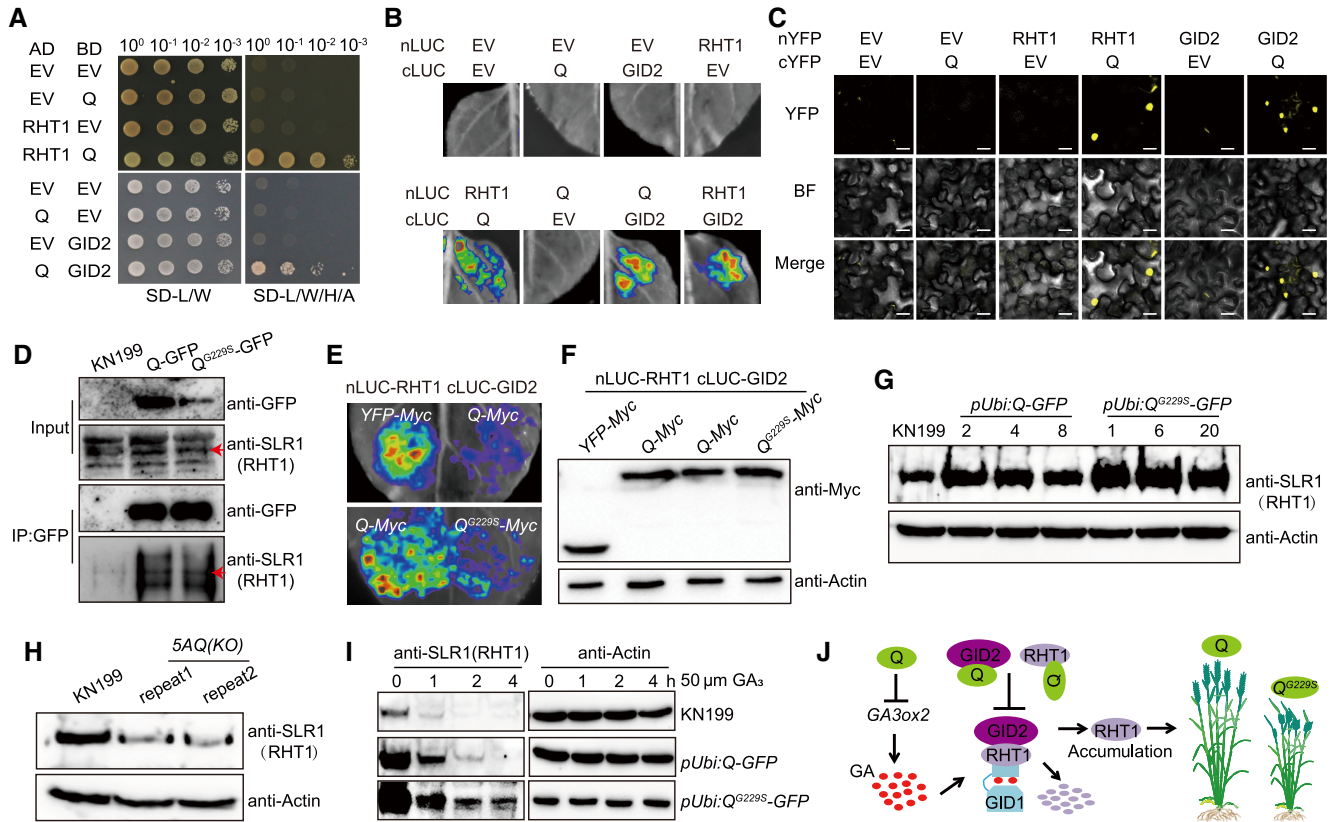 A
AD BD 10⁰ 10⁻¹ 10⁻² 10⁻³ 10⁰ 10⁻¹ 10⁻² 10⁻³
EV EV
EV Q
RHT1 EV
RHT1 Q
EV EV
Q EV
EV GID2
Q GID2
SD-L/W SD-L/W/H/A
B
nLUC EV EV EV RHT1
cLUC EV Q GID2 EV
nLUC RHT1 Q Q RHT1
cLUC Q EV GID2 GID2
C
nYFP EV EV RHT1 RHT1 GID2 GID2
cYFP EV Q EV Q EV Q
YFP
BF
Merge
D
KN199 Q-GFP Q^G229S-GFP
Input
anti-GFP
anti-SLR1
(RHT1)
IP:GFP
anti-GFP
anti-SLR1
(RHT1)
E
nLUC-RHT1 cLUC-GID2
YFP-Myc Q-Myc
Q-Myc Q^G229S-Myc
F
nLUC-RHT1 cLUC-GID2
YFP-Myc Q-Myc Q-Myc Q^G229S-Myc
anti-Myc
anti-Actin
G
pUbi:Q-GFP pUbi:Q^G229S-GFP
KN199 2 4 8 1 6 20
anti-SLR1
(RHT1)
anti-Actin
H
5AQ(KO)
KN199 repeat1 repeat2
anti-SLR1
(RHT1)
anti-Actin
I
anti-SLR1(RHT1) anti-Actin
0 1 2 4 0 1 2 4 h 50 µm GA₃
KN199
pUbi:Q-GFP
pUbi:Q^G229S-GFP
J
Q
GA3ox2
GA
GID2
Q
RHT1
Q
GID2
RHT1
GID1
RHT1
Accumulation
Q
Q^G229S